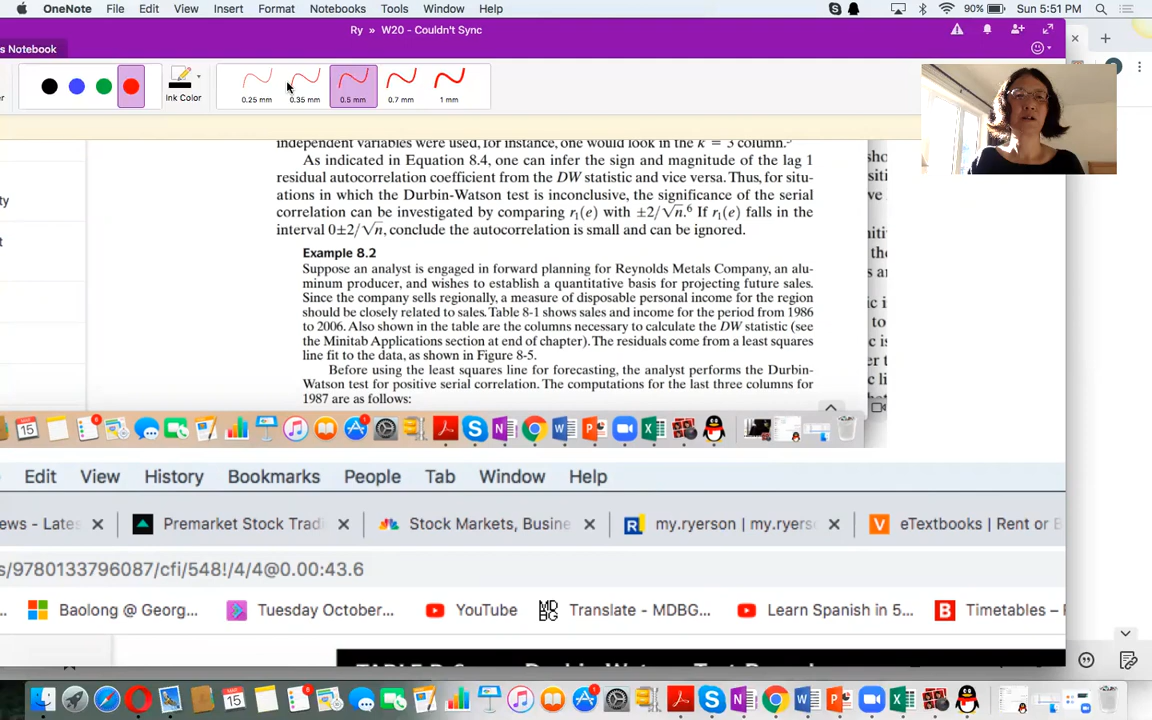 OneNote File Edit View Insert Format Notebooks Tools Window Help 90% Sun 5:51 PM
Ry » W20 - Couldn't Sync
s Notebook
Ink Color 0.25 mm 0.35 mm 0.5 mm 0.7 mm 1 mm
independent variables were used, for instance, one would look in the k = 3 column.⁵
As indicated in Equation 8.4, one can infer the sign and magnitude of the lag 1
residual autocorrelation coefficient from the DW statistic and vice versa. Thus, for situ-
ations in which the Durbin-Watson test is inconclusive, the significance of the serial
correlation can be investigated by comparing r₁(e) with ±2/√n.⁶ If r₁(e) falls in the
interval 0±2/√n, conclude the autocorrelation is small and can be ignored.
Example 8.2
Suppose an analyst is engaged in forward planning for Reynolds Metals Company, an alu-
minum producer, and wishes to establish a quantitative basis for projecting future sales.
Since the company sells regionally, a measure of disposable personal income for the region
should be closely related to sales. Table 8-1 shows sales and income for the period from 1986
to 2006. Also shown in the table are the columns necessary to calculate the DW statistic (see
the Minitab Applications section at end of chapter). The residuals come from a least squares
line fit to the data, as shown in Figure 8-5.
Before using the least squares line for forecasting, the analyst performs the Durbin-
Watson test for positive serial correlation. The computations for the last three columns for
1987 are as follows:
Edit View History Bookmarks People Tab Window Help
ews - Lates Premarket Stock Tradi Stock Markets, Busine my.ryerson | my.ryerso eTextbooks | Rent or B
s/9780133796087/cfi/548!/4/4@0.00:43.6
Baolong @ Georg... Tuesday October... YouTube MDBG Translate - MDBG... Learn Spanish in 5... Timetables –